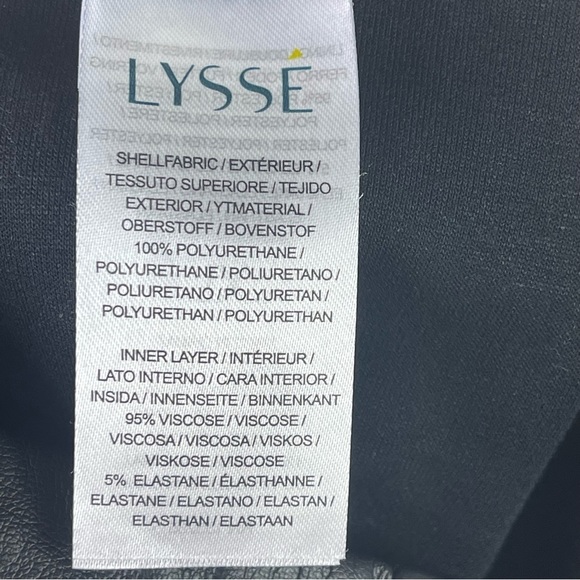 LYSSÉ
SHELLFABRIC / EXTÉRIEUR /
TESSUTO SUPERIORE / TEJIDO
EXTERIOR / YTMATERIAL /
OBERSTOFF / BOVENSTOF
100% POLYURETHANE /
POLYURETHANE / POLIURETANO /
POLIURETANO / POLYURETAN /
POLYURETHAN / POLYURETHAN
INNER LAYER / INTÉRIEUR /
LATO INTERNO / CARA INTERIOR /
INSIDA / INNENSEITE / BINNENKANT
95% VISCOSE / VISCOSE /
VISCOSA / VISCOSA / VISKOS /
VISKOSE / VISCOSE
5% ELASTANE / ÉLASTHANNE /
ELASTANE / ELASTANO / ELASTAN /
ELASTHAN / ELASTAAN